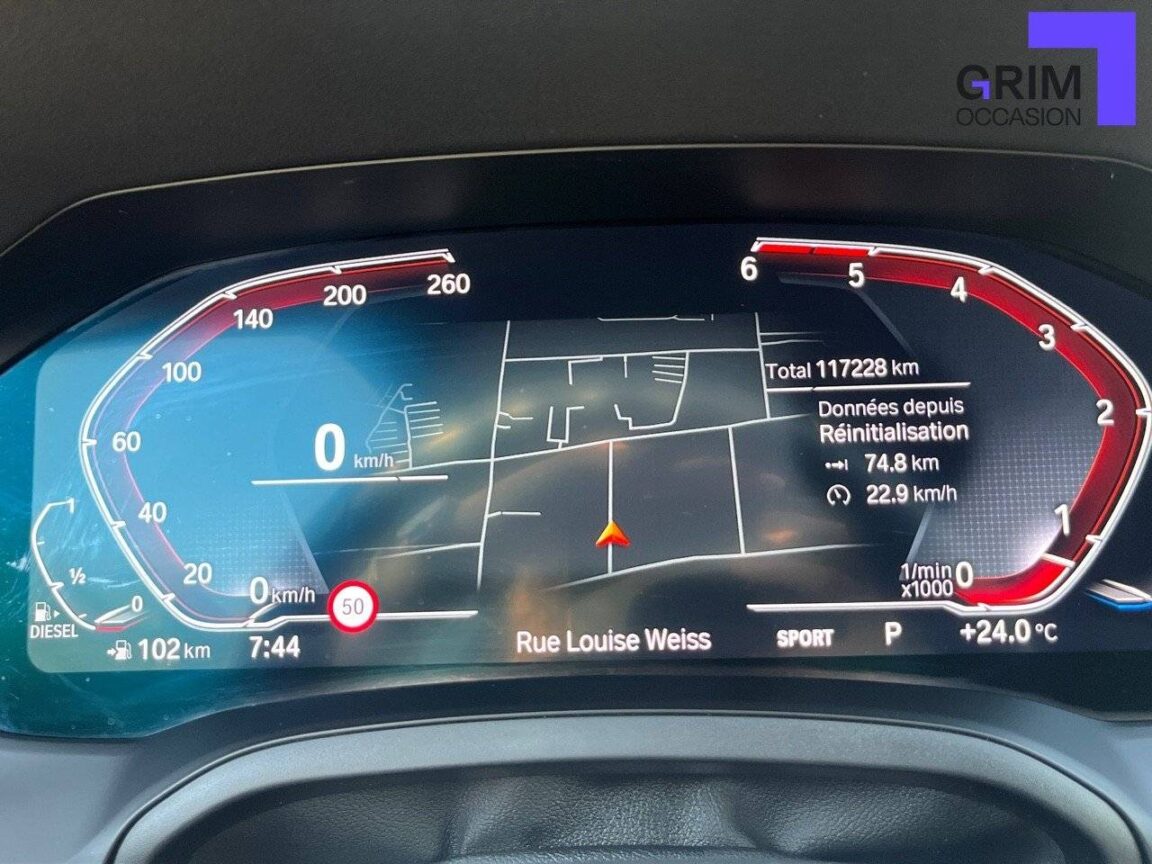 GRIM
OCCASION
260
200
140
100
60
40
20
0 km/h
0 km/h
50
6
5
4
3
2
1
0
1/min
x1000
Total 117228 km
Données depuis
Réinitialisation
74.8 km
22.9 km/h
1
½
0
DIESEL
102 km
7:44
Rue Louise Weiss
SPORT
P
+24.0 °C